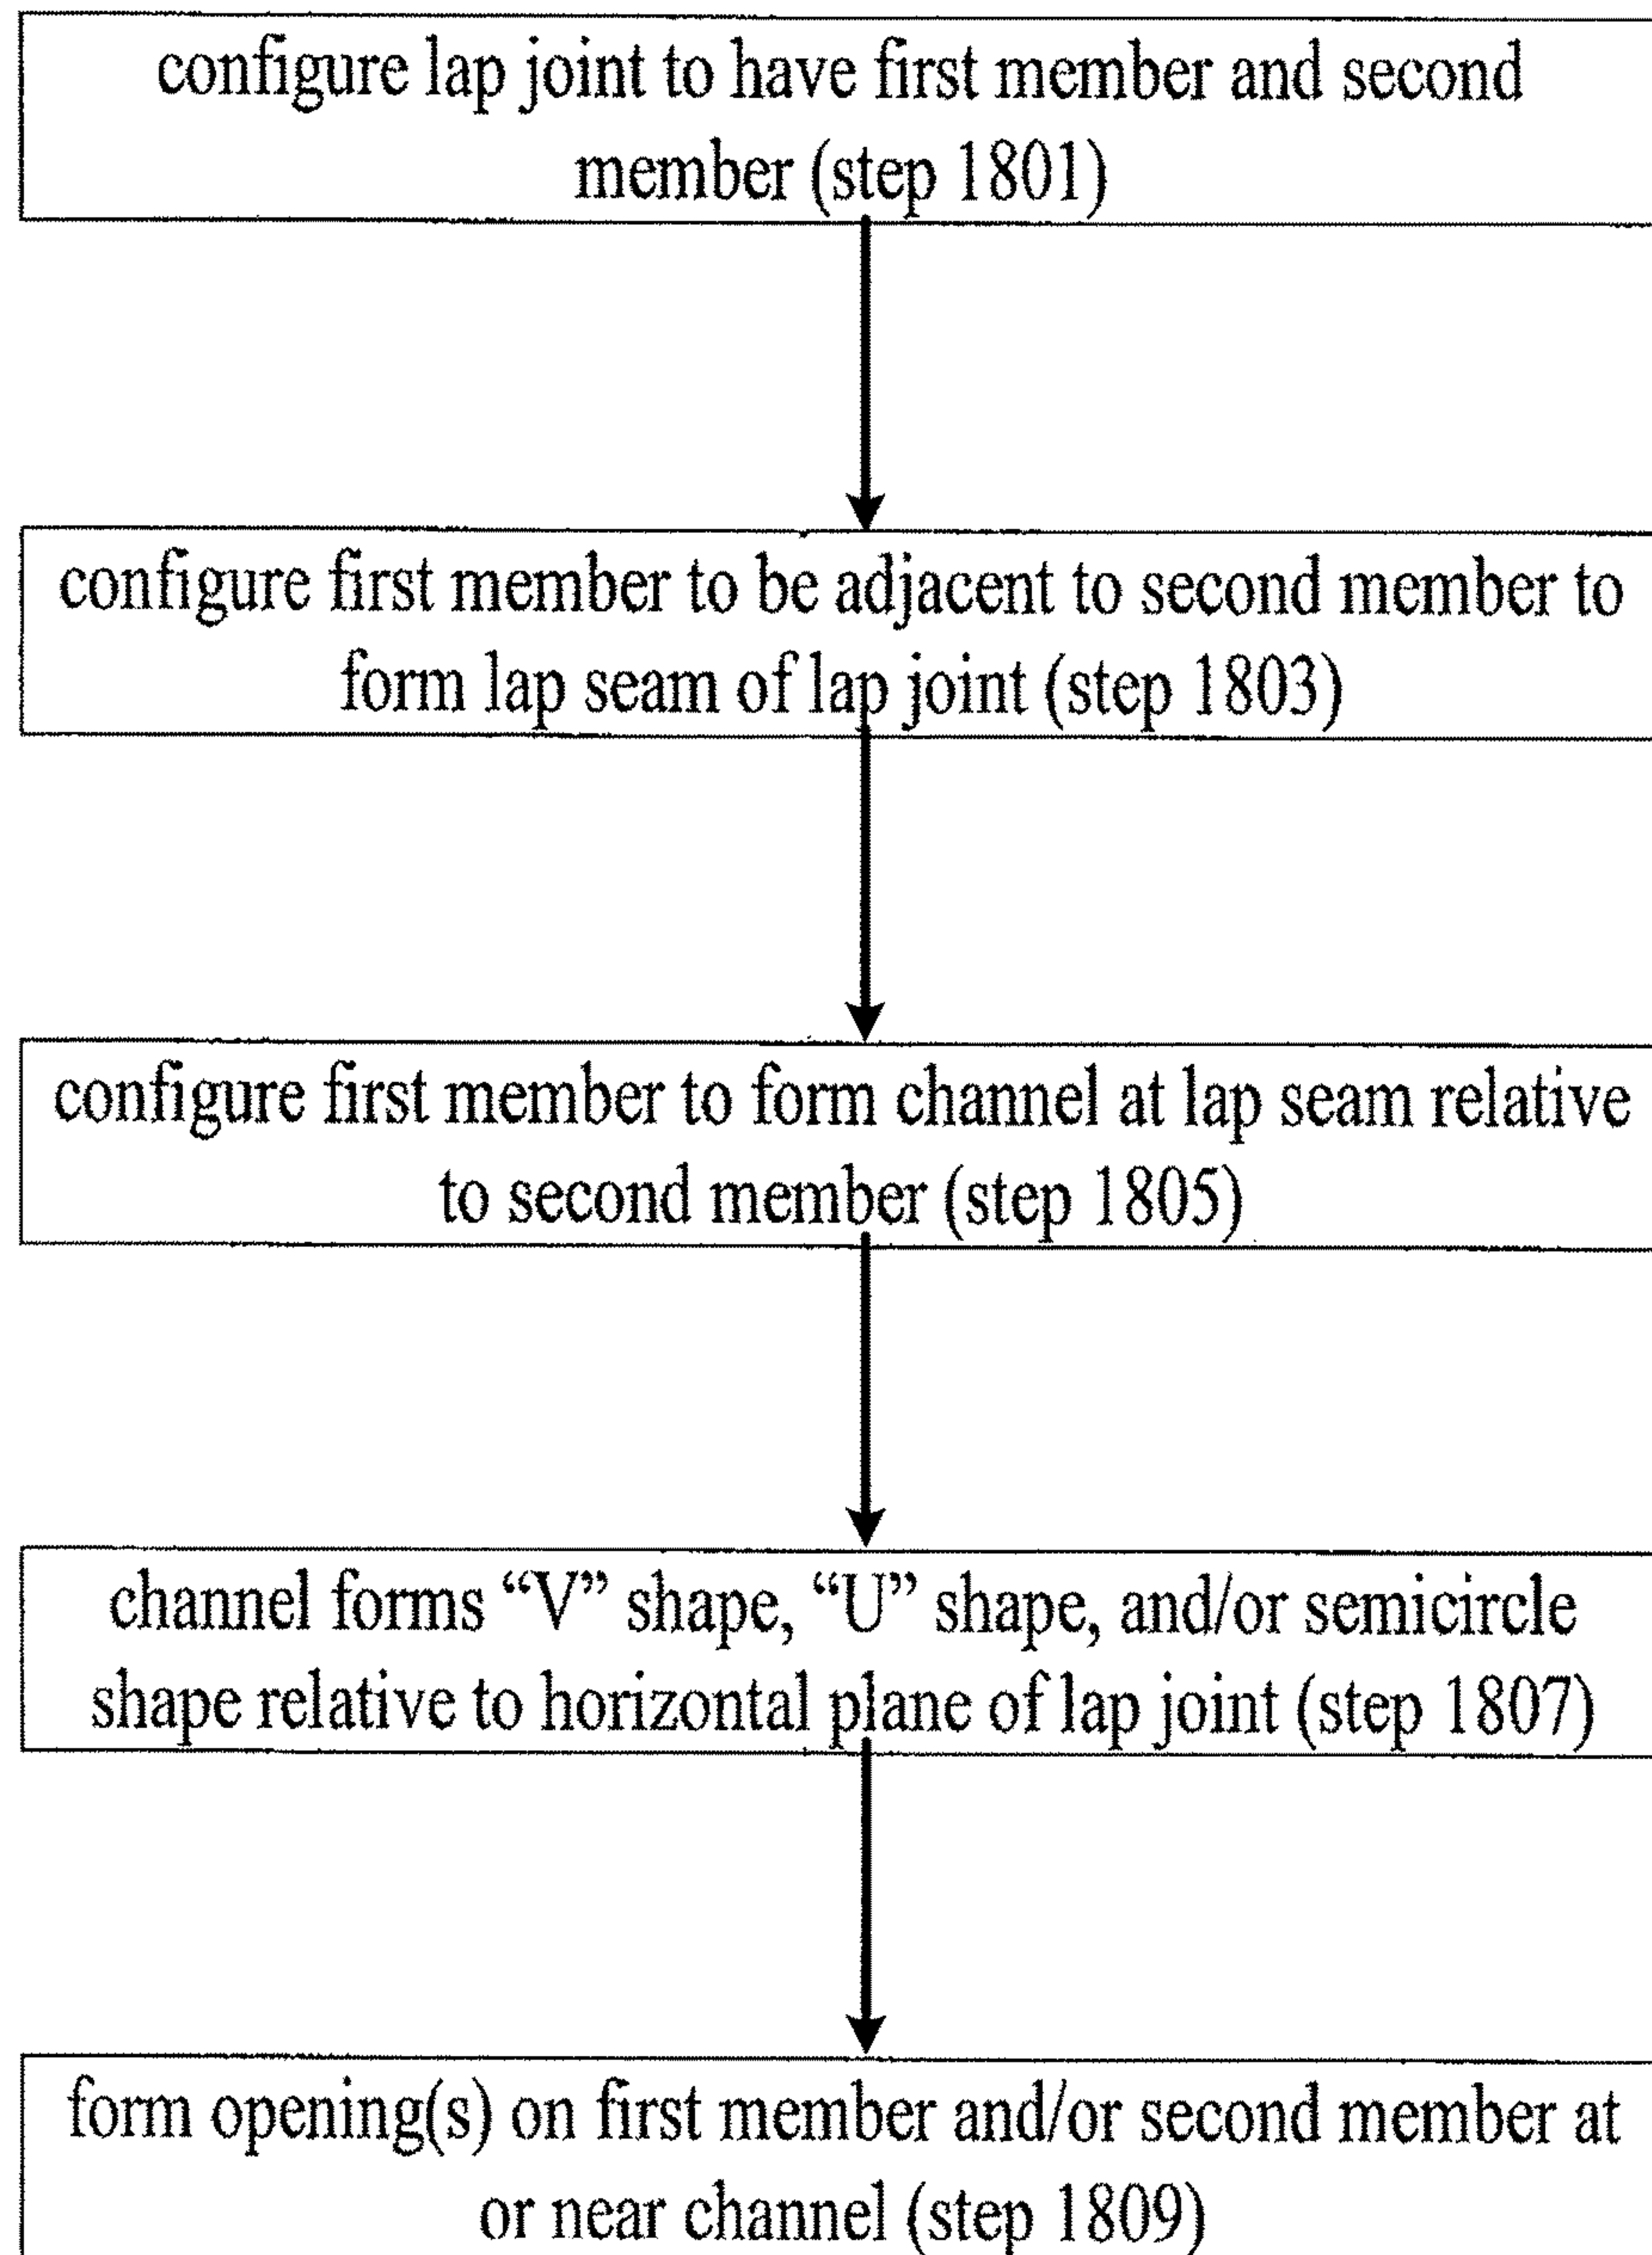 configure lap joint to have first member and second
member (step 1801)
configure first member to be adjacent to second member to
form lap seam of lap joint (step 1803)
configure first member to form channel at lap seam relative
to second member (step 1805)
channel forms “V” shape, “U” shape, and/or semicircle
shape relative to horizontal plane of lap joint (step 1807)
form opening(s) on first member and/or second member at
or near channel (step 1809)